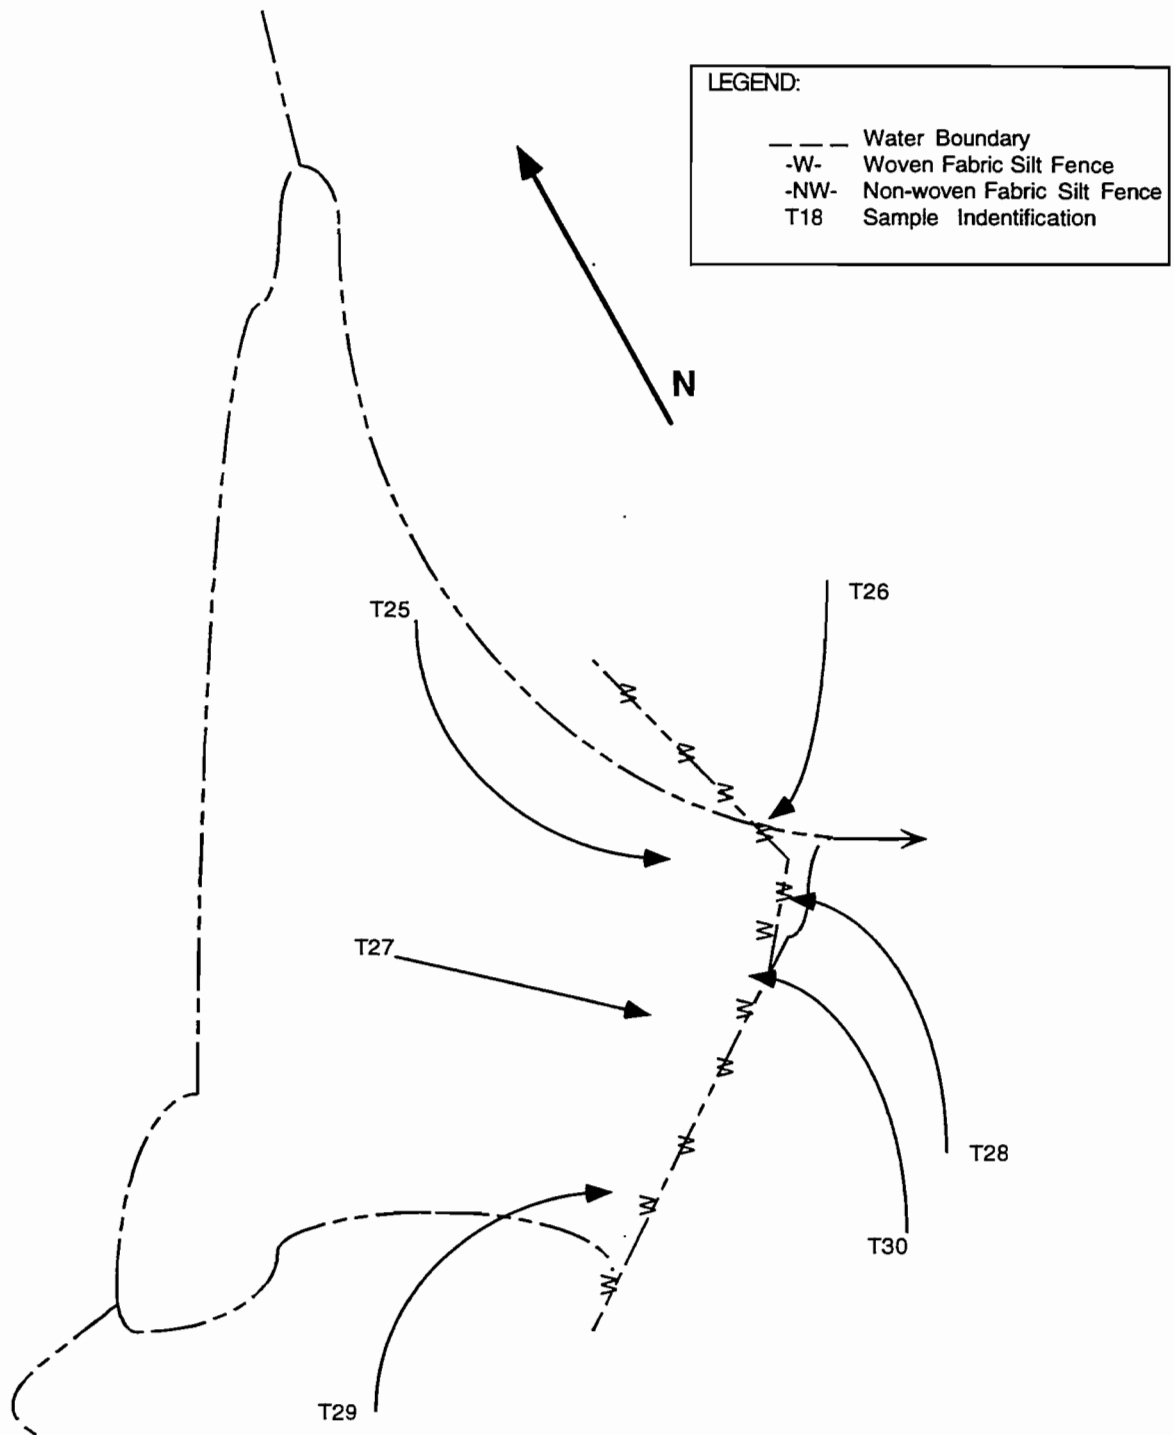 LEGEND:
_ _ _ Water Boundary
-W- Woven Fabric Silt Fence
-NW- Non-woven Fabric Silt Fence
T18 Sample Indentification
N
T26
T25
W
W
W
W
W
W
T27
W
W
W
T28
W
T30
W
T29